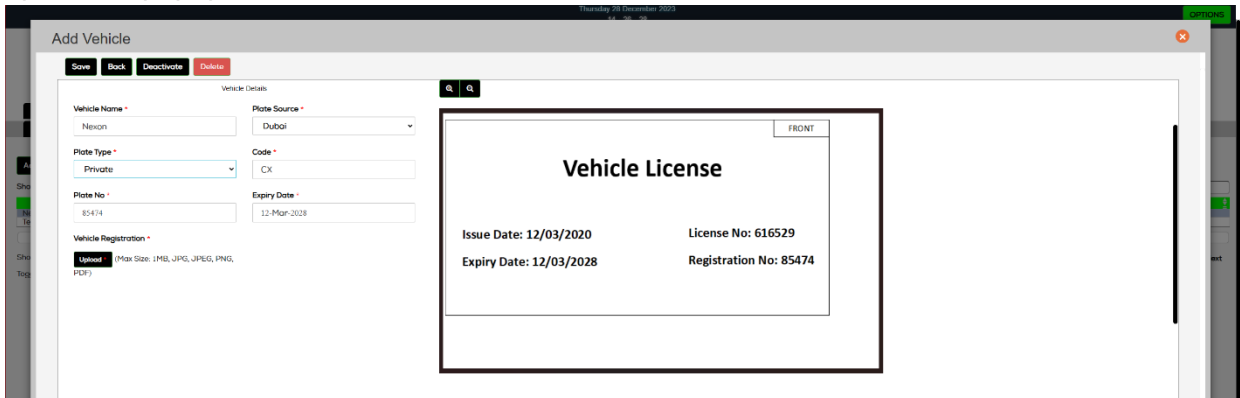 Thursday 28 December 2023
OPTIONS
Add Vehicle
Save Back Deactivate Delete
Vehicle Details
Vehicle Name *
Plate Source *
Nexon
Dubai
Plate Type *
Code *
Private
CX
Plate No *
Expiry Date *
85474
12-Mar-2028
Vehicle Registration *
Upload * (Max Size: 1MB, JPG, JPEG, PNG,
PDF)
FRONT
Vehicle License
Issue Date: 12/03/2020
License No: 616529
Expiry Date: 12/03/2028
Registration No: 85474